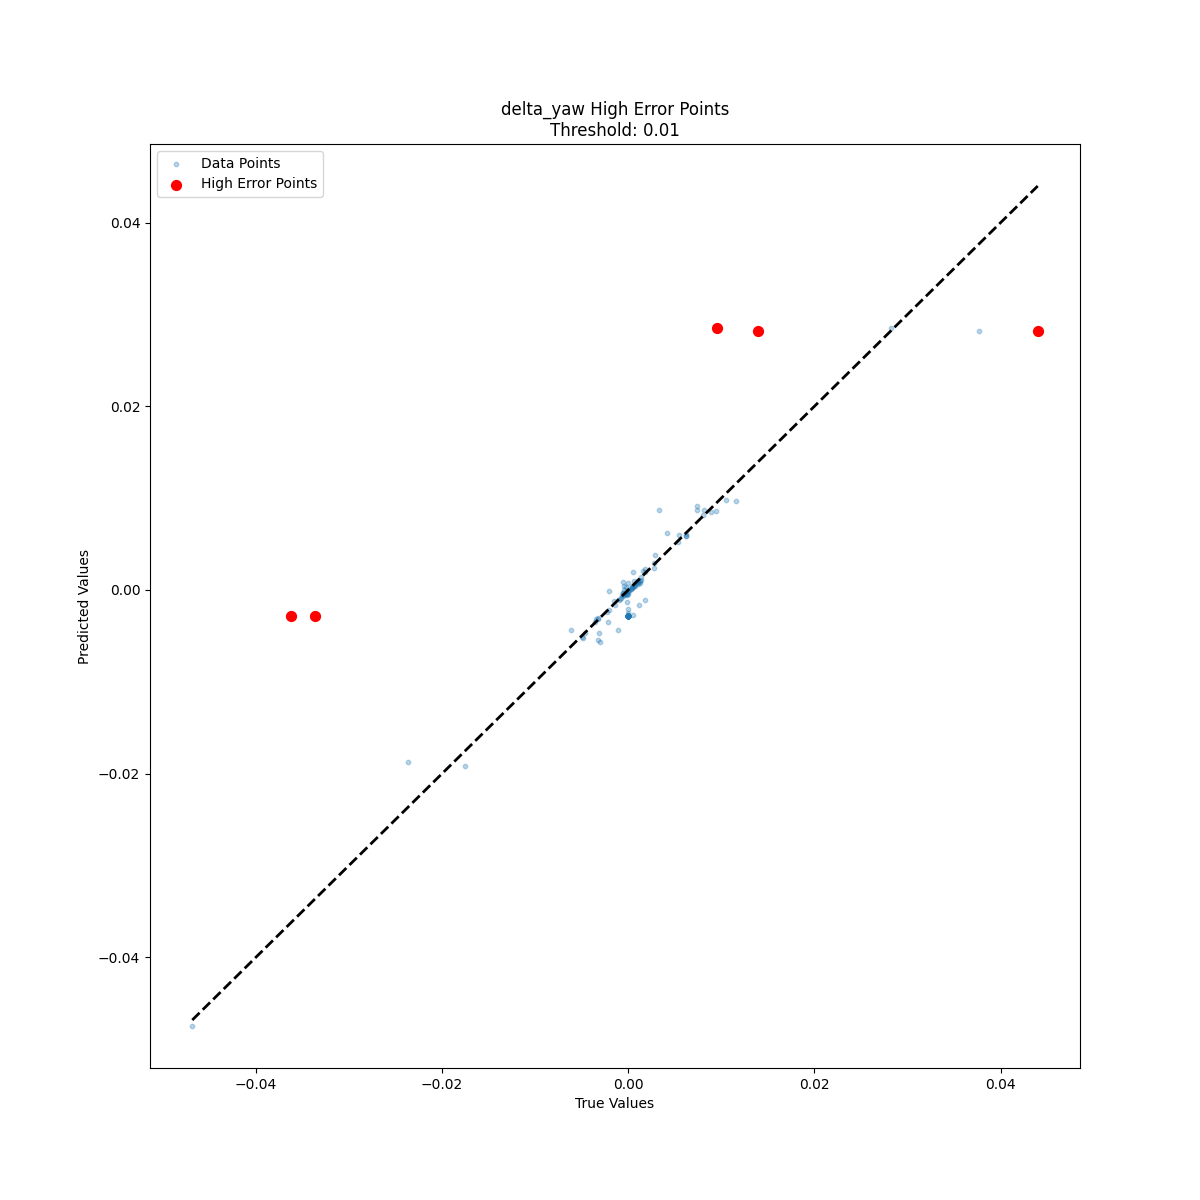 delta_yaw High Error Points
Threshold: 0.01
Data Points
High Error Points
0.04
0.02
0.00
−0.02
−0.04
Predicted Values
−0.04
−0.02
0.00
0.02
0.04
True Values